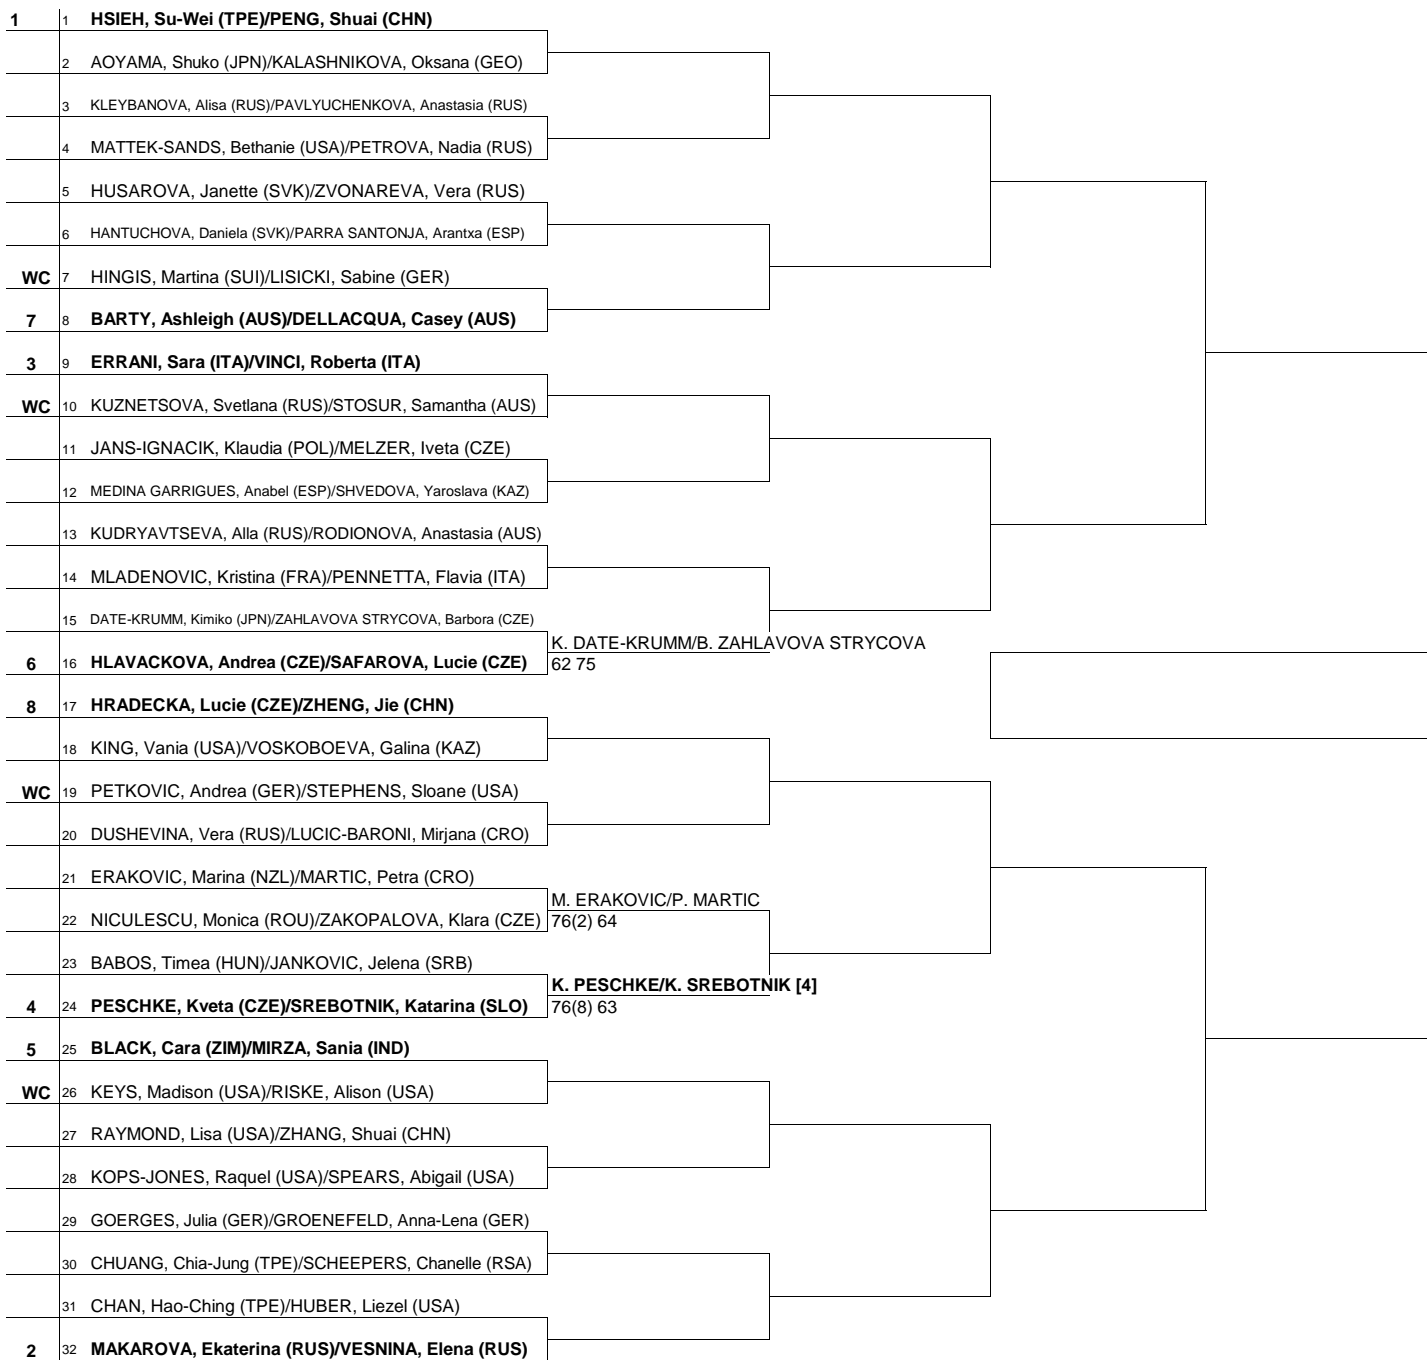 1 1 HSIEH, Su-Wei (TPE)/PENG, Shuai (CHN)
2 AOYAMA, Shuko (JPN)/KALASHNIKOVA, Oksana (GEO)
3 KLEYBANOVA, Alisa (RUS)/PAVLYUCHENKOVA, Anastasia (RUS)
4 MATTEK-SANDS, Bethanie (USA)/PETROVA, Nadia (RUS)
5 HUSAROVA, Janette (SVK)/ZVONAREVA, Vera (RUS)
6 HANTUCHOVA, Daniela (SVK)/PARRA SANTONJA, Arantxa (ESP)
WC 7 HINGIS, Martina (SUI)/LISICKI, Sabine (GER)
7 8 BARTY, Ashleigh (AUS)/DELLACQUA, Casey (AUS)
3 9 ERRANI, Sara (ITA)/VINCI, Roberta (ITA)
WC 10 KUZNETSOVA, Svetlana (RUS)/STOSUR, Samantha (AUS)
11 JANS-IGNACIK, Klaudia (POL)/MELZER, Iveta (CZE)
12 MEDINA GARRIGUES, Anabel (ESP)/SHVEDOVA, Yaroslava (KAZ)
13 KUDRYAVTSEVA, Alla (RUS)/RODIONOVA, Anastasia (AUS)
14 MLADENOVIC, Kristina (FRA)/PENNETTA, Flavia (ITA)
15 DATE-KRUMM, Kimiko (JPN)/ZAHLAVOVA STRYCOVA, Barbora (CZE)
K. DATE-KRUMM/B. ZAHLAVOVA STRYCOVA
6 16 HLAVACKOVA, Andrea (CZE)/SAFAROVA, Lucie (CZE) 62 75
8 17 HRADECKA, Lucie (CZE)/ZHENG, Jie (CHN)
18 KING, Vania (USA)/VOSKOBOEVA, Galina (KAZ)
WC 19 PETKOVIC, Andrea (GER)/STEPHENS, Sloane (USA)
20 DUSHEVINA, Vera (RUS)/LUCIC-BARONI, Mirjana (CRO)
21 ERAKOVIC, Marina (NZL)/MARTIC, Petra (CRO)
M. ERAKOVIC/P. MARTIC
22 NICULESCU, Monica (ROU)/ZAKOPALOVA, Klara (CZE) 76(2) 64
23 BABOS, Timea (HUN)/JANKOVIC, Jelena (SRB)
K. PESCHKE/K. SREBOTNIK [4]
4 24 PESCHKE, Kveta (CZE)/SREBOTNIK, Katarina (SLO) 76(8) 63
5 25 BLACK, Cara (ZIM)/MIRZA, Sania (IND)
WC 26 KEYS, Madison (USA)/RISKE, Alison (USA)
27 RAYMOND, Lisa (USA)/ZHANG, Shuai (CHN)
28 KOPS-JONES, Raquel (USA)/SPEARS, Abigail (USA)
29 GOERGES, Julia (GER)/GROENEFELD, Anna-Lena (GER)
30 CHUANG, Chia-Jung (TPE)/SCHEEPERS, Chanelle (RSA)
31 CHAN, Hao-Ching (TPE)/HUBER, Liezel (USA)
2 32 MAKAROVA, Ekaterina (RUS)/VESNINA, Elena (RUS)